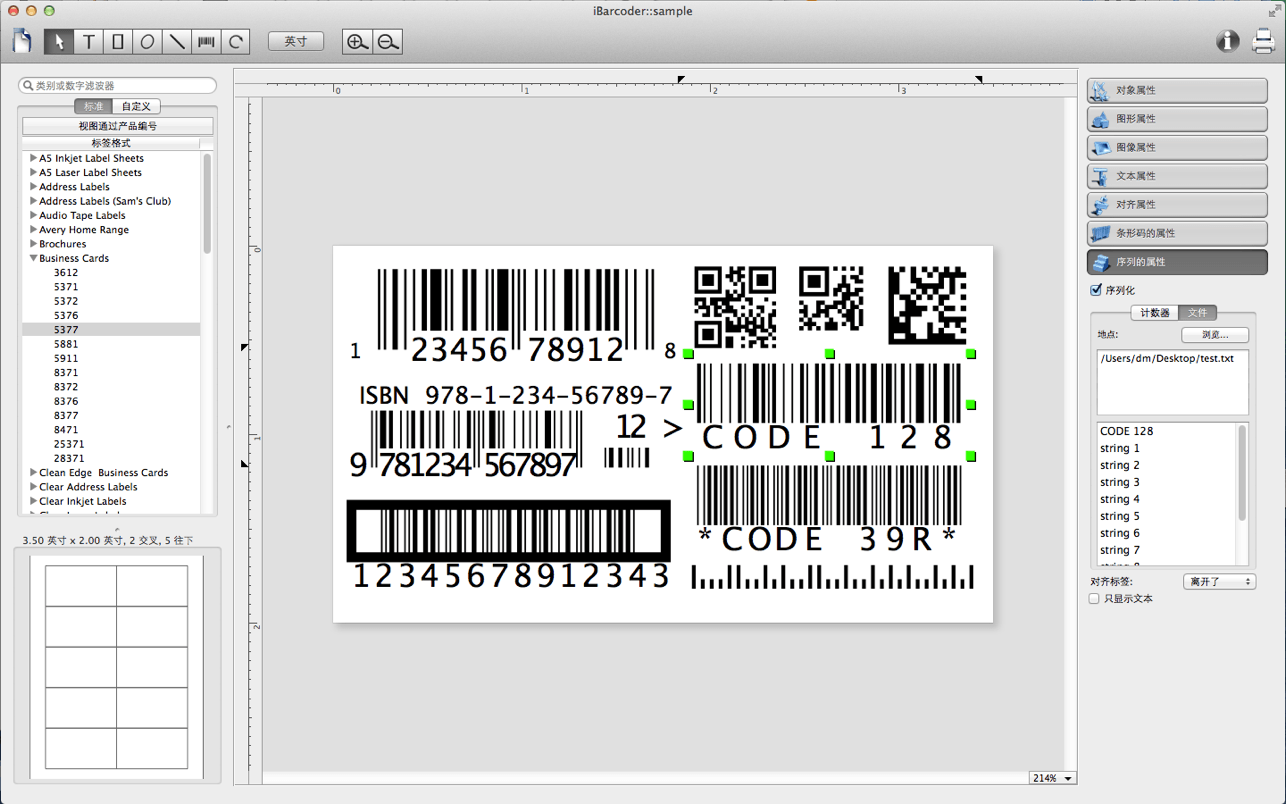 iBarcoder::sample
英寸
类别或数字滤波器
标准
自定义
视图通过产品编号
标签格式
A5 Inkjet Label Sheets
A5 Laser Label Sheets
Address Labels
Address Labels (Sam's Club)
Audio Tape Labels
Avery Home Range
Brochures
Business Cards
3612
5371
5372
5376
5377
5881
5911
8371
8372
8376
8377
8471
25371
28371
Clean Edge Business Cards
Clear Address Labels
Clear Inkjet Labels
3.50 英寸 x 2.00 英寸, 2 交叉, 5 往下
0 1 2 3
0
1
2
1 23456 78912 8
ISBN 978-1-234-56789-7
12 >
9 781234 567897
12345678912343
CODE 128
*CODE 39R*
214%
对象属性
图形属性
图像属性
文本属性
对齐属性
条形码的属性
序列的属性
序列化
计数器
文件
地点:
浏览...
/Users/dm/Desktop/test.txt
CODE 128
string 1
string 2
string 3
string 4
string 5
string 6
string 7
对齐标签:
离开了
只显示文本